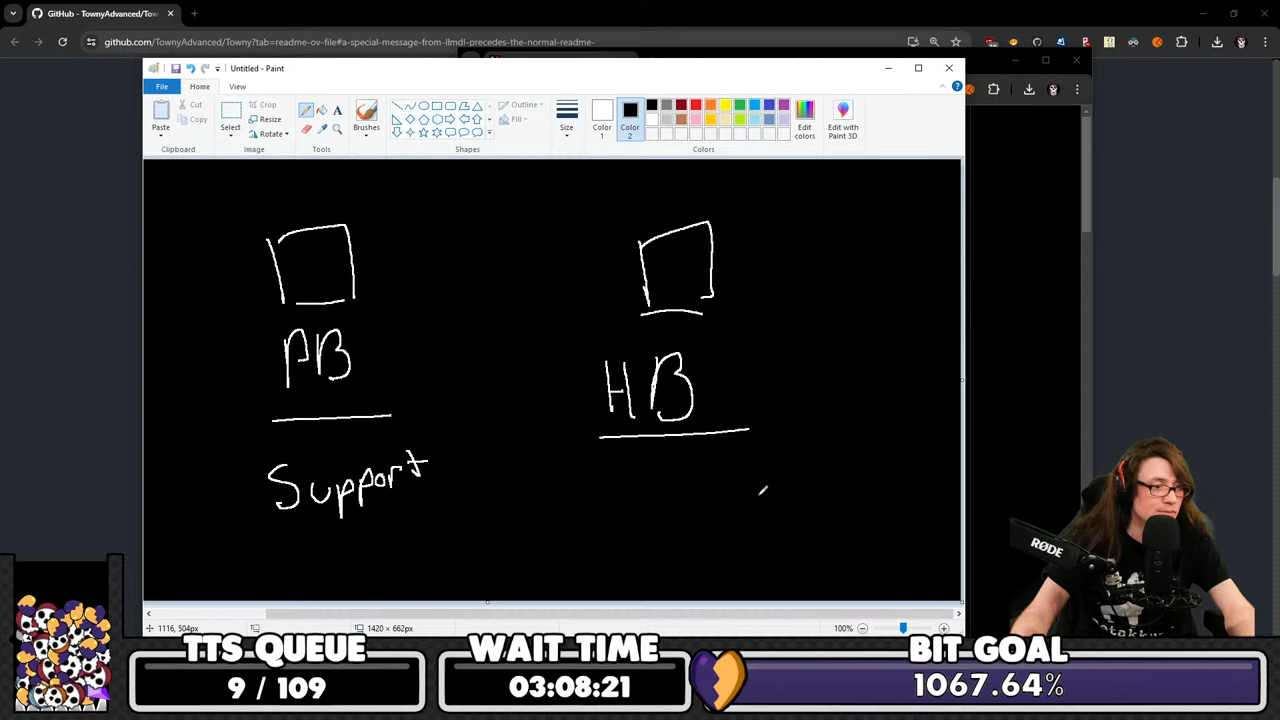 GitHub - TownyAdvanced/Tow
github.com/TownyAdvanced/Towny?tab=readme-ov-file#a-special-message-from-llmdl-precedes-the-normal-readme-
Untitled - Paint
File Home View
Paste
Cut
Copy
Clipboard
Select
Crop
Resize
Rotate
Image
Tools
Brushes
Shapes
Outline
Fill
Size
Color 1
Color 2
Edit colors
Edit with Paint 3D
Colors
PB
HB
Support
1116, 504px
1420 × 662px
100%
RØDE
TTS QUEUE
9 / 109
WAIT TIME
03:08:21
BIT GOAL
1067.64%